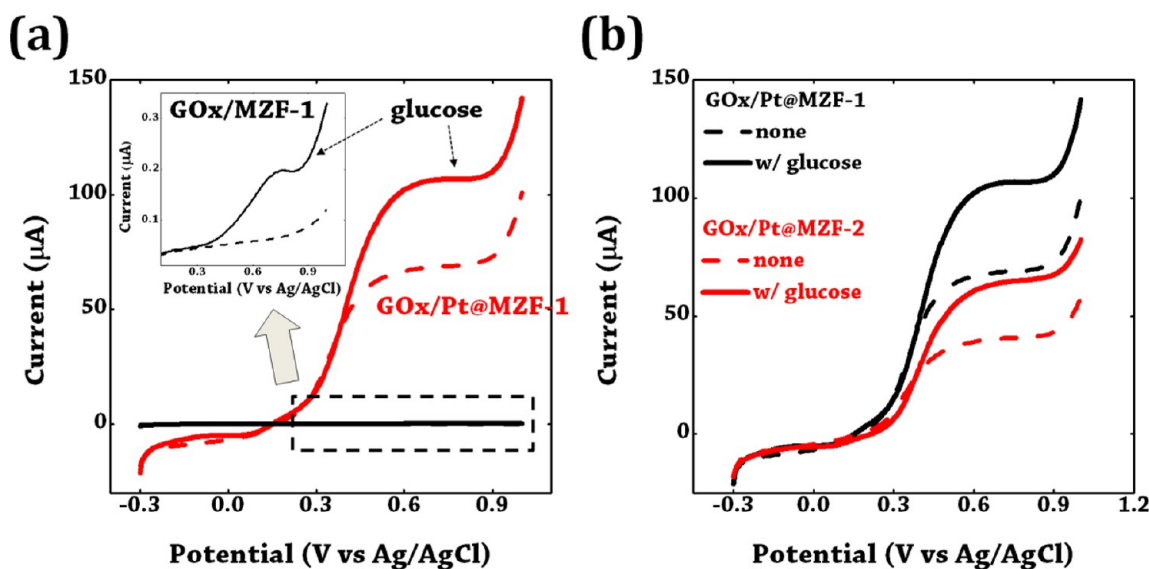 (a)
150
100
50
0
-0.3
0.0
0.3
0.6
0.9
Current (μA)
Potential (V vs Ag/AgCl)
GOx/MZF-1
glucose
0.3
0.2
0.1
0.3
0.6
0.9
Current (μA)
Potential (V vs Ag/AgCl)
GOx/Pt@MZF-1
(b)
150
100
50
0
-0.3
0.0
0.3
0.6
0.9
1.2
Current (μA)
Potential (V vs Ag/AgCl)
GOx/Pt@MZF-1
none
w/ glucose
GOx/Pt@MZF-2
none
w/ glucose